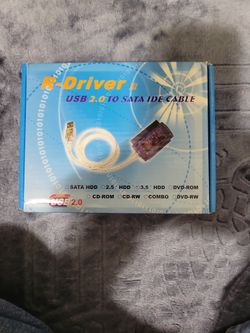 R-Driver II
USB 2.0 TO SATA IDE CABLE
SATA HDD 2.5" HDD 3.5" HDD DVD-ROM
CD-ROM CD-RW COMBO DVD-RW
USB 2.0